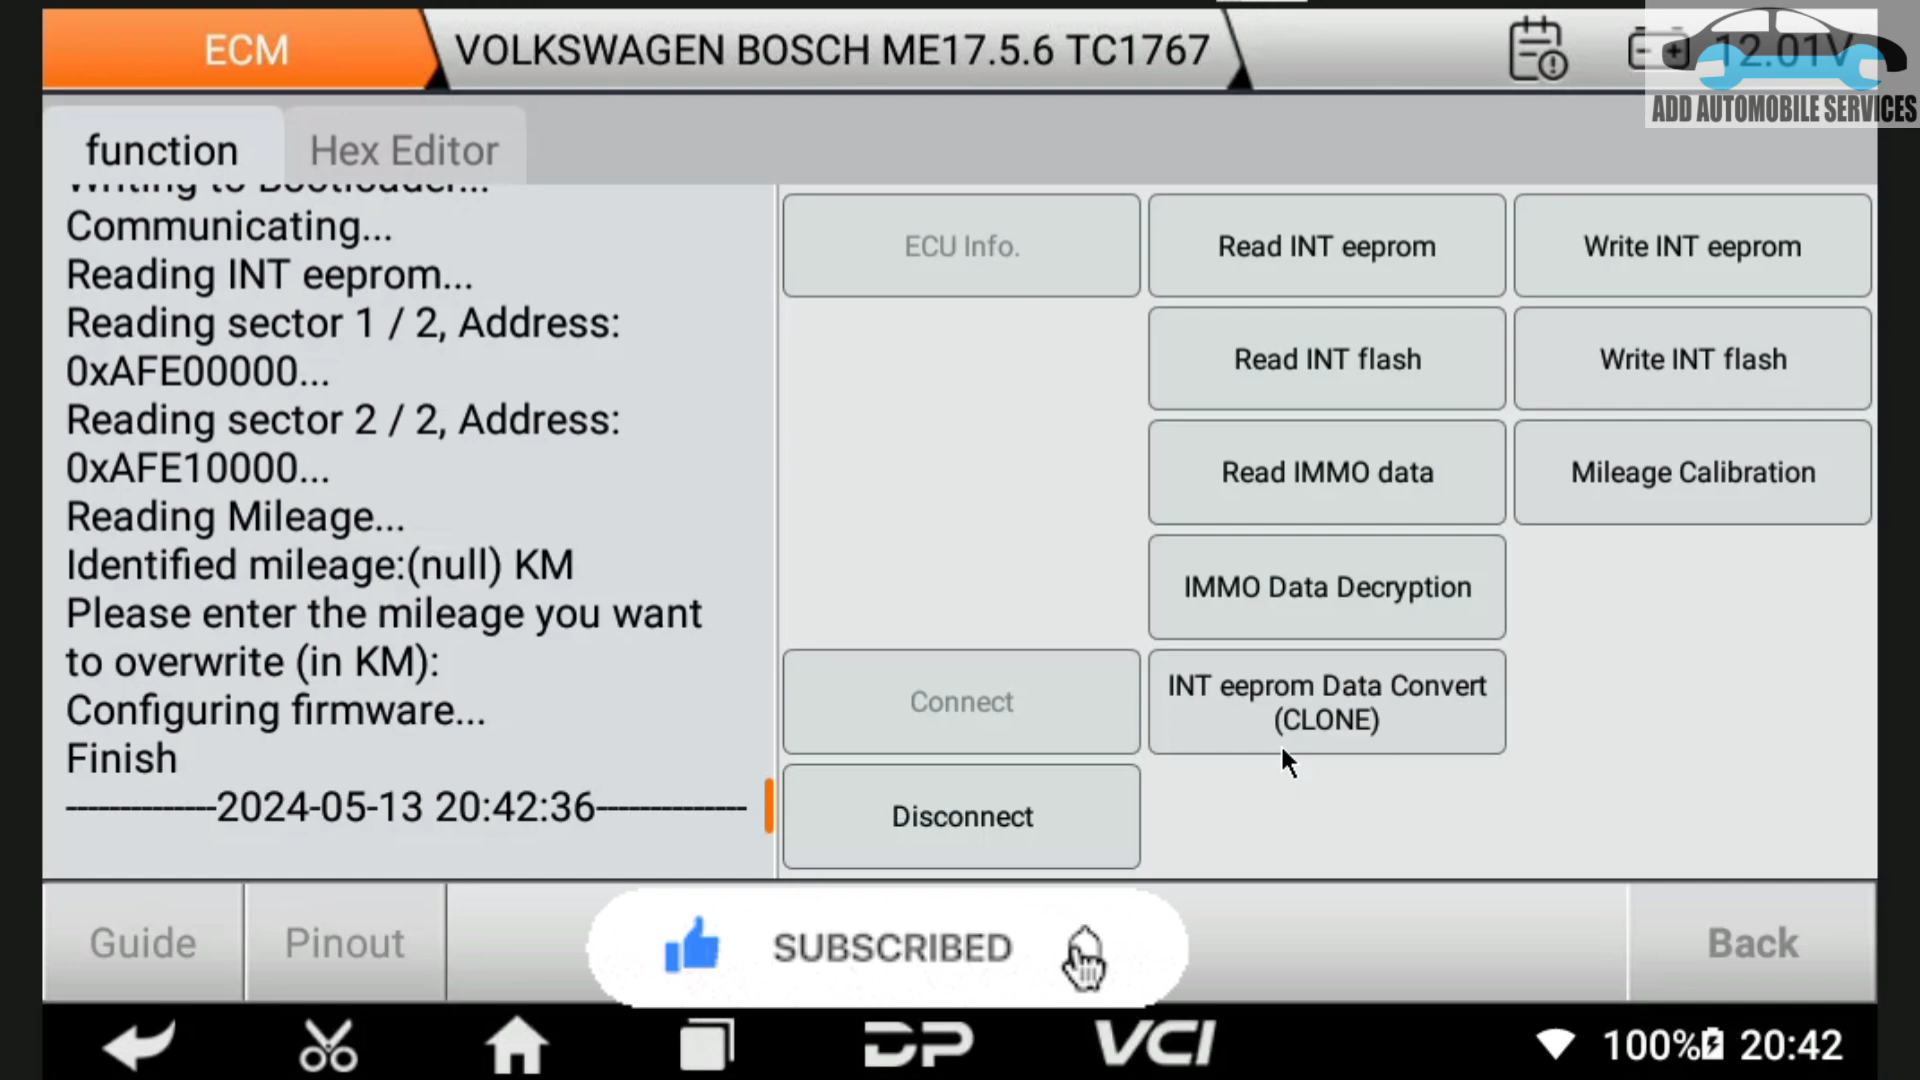 ECM
VOLKSWAGEN BOSCH ME17.5.6 TC1767
12.01V
ADD AUTOMOBILE SERVICES
function
Hex Editor
Writing to Bootloader...
Communicating...
Reading INT eeprom...
Reading sector 1 / 2, Address:
0xAFE00000...
Reading sector 2 / 2, Address:
0xAFE10000...
Reading Mileage...
Identified mileage:(null) KM
Please enter the mileage you want
to overwrite (in KM):
Configuring firmware...
Finish
--------------2024-05-13 20:42:36--------------
ECU Info.
Read INT eeprom
Write INT eeprom
Read INT flash
Write INT flash
Read IMMO data
Mileage Calibration
IMMO Data Decryption
Connect
INT eeprom Data Convert
(CLONE)
Disconnect
Guide
Pinout
SUBSCRIBED
Back
DP
VCI
100%
20:42